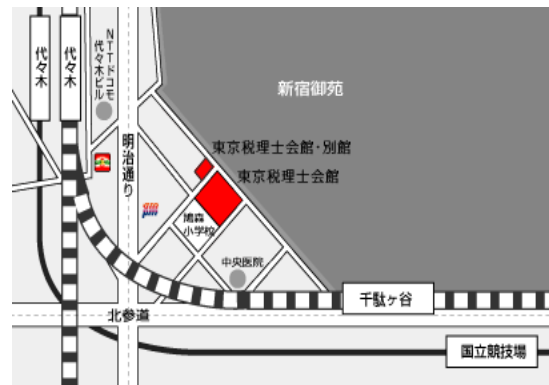 代々木
代々木
NTTドコモ
代々木ビル
新宿御苑
明治通り
東京税理士会館・別館
東京税理士会館
鳩森
小学校
中央医院
千駄ヶ谷
北参道
国立競技場